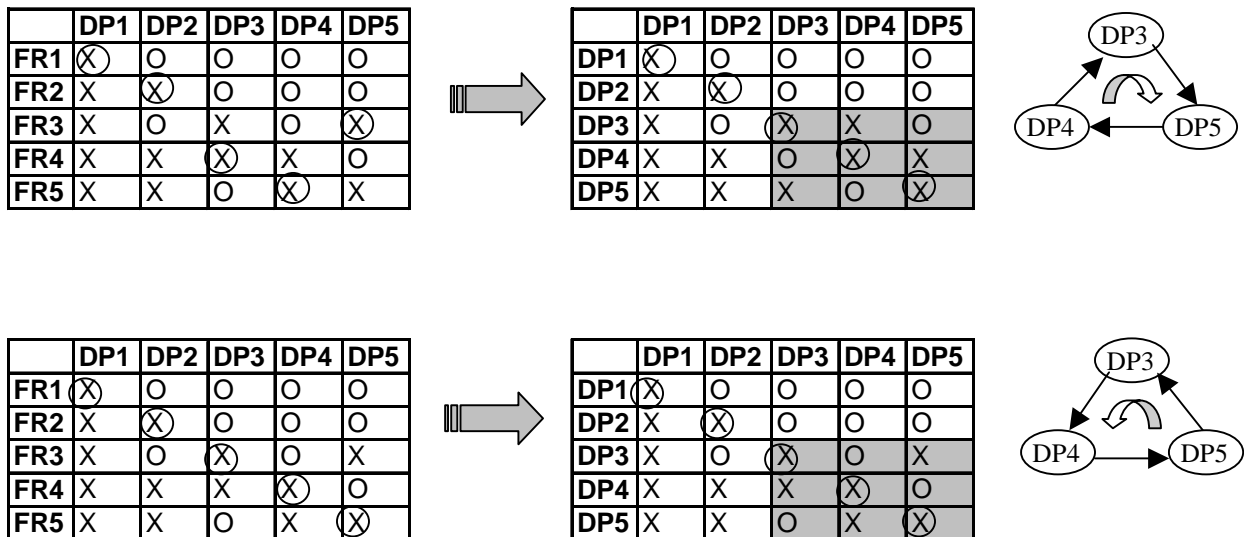 DP1 DP2 DP3 DP4 DP5
FR1 X O O O O
FR2 X X O O O
FR3 X O X O X
FR4 X X X X O
FR5 X X O X X
DP1 DP2 DP3 DP4 DP5
DP1 X O O O O
DP2 X X O O O
DP3 X O X X O
DP4 X X O X X
DP5 X X X O X
DP3
DP4 DP5
DP1 DP2 DP3 DP4 DP5
FR1 X O O O O
FR2 X X O O O
FR3 X O X O X
FR4 X X X X O
FR5 X X O X X
DP1 DP2 DP3 DP4 DP5
DP1 X O O O O
DP2 X X O O O
DP3 X O X O X
DP4 X X X X O
DP5 X X O X X
DP3
DP4 DP5